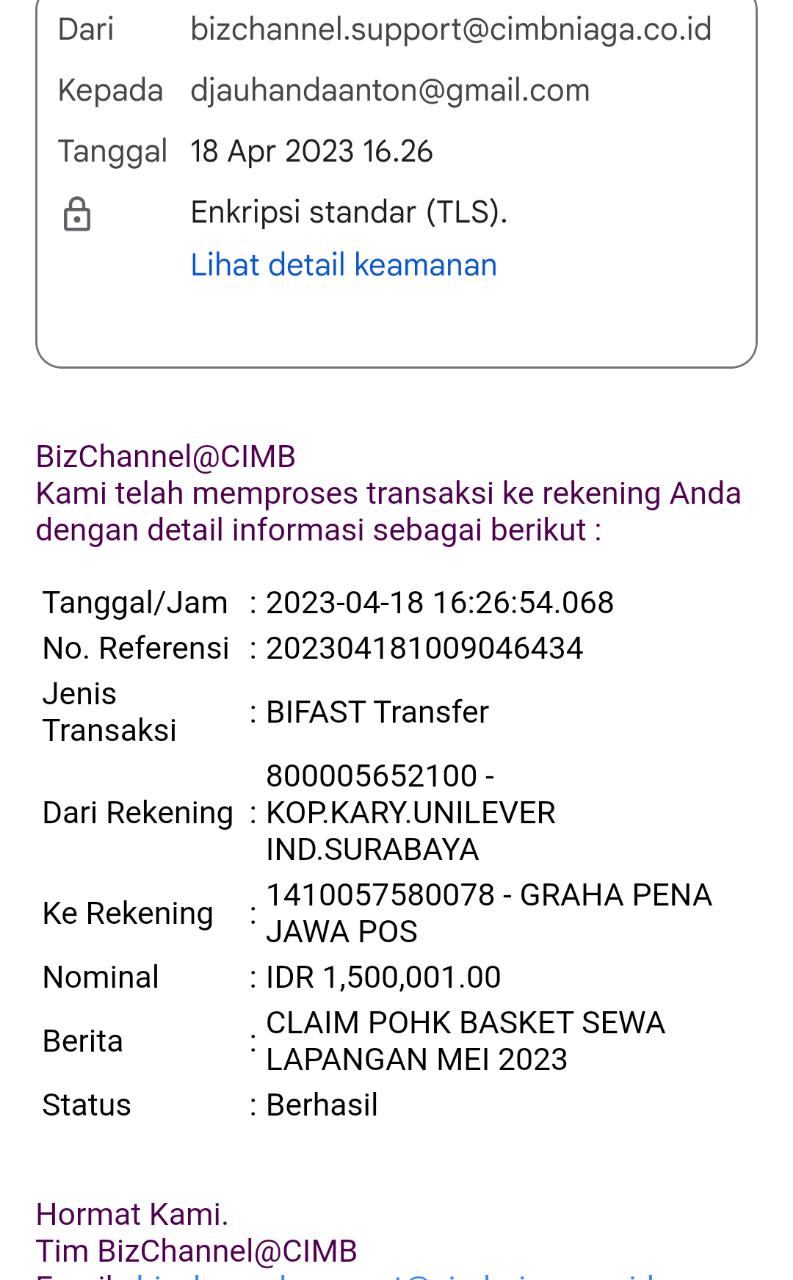 Dari bizchannel.support@cimbniaga.co.id
Kepada djauhandaanton@gmail.com
Tanggal 18 Apr 2023 16.26
Enkripsi standar (TLS).
Lihat detail keamanan
BizChannel@CIMB
Kami telah memproses transaksi ke rekening Anda
dengan detail informasi sebagai berikut :
Tanggal/Jam : 2023-04-18 16:26:54.068
No. Referensi : 202304181009046434
Jenis
Transaksi : BIFAST Transfer
Dari Rekening : 800005652100 -
KOP.KARY.UNILEVER
IND.SURABAYA
Ke Rekening : 1410057580078 - GRAHA PENA
JAWA POS
Nominal : IDR 1,500,001.00
Berita : CLAIM POHK BASKET SEWA
LAPANGAN MEI 2023
Status : Berhasil
Hormat Kami.
Tim BizChannel@CIMB